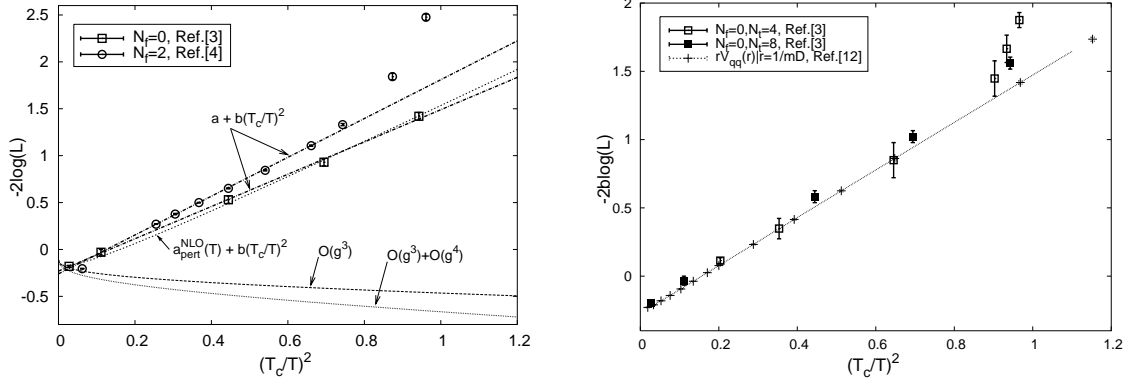 -2log(L)
2.5
2
1.5
1
0.5
0
-0.5
N_f=0, Ref.[3]
N_f=2, Ref.[4]
a + b(T_c/T)^2
a_pert^NLO(T) + b(T_c/T)^2
O(g^3)
O(g^3)+O(g^4)
0 0.2 0.4 0.6 0.8 1 1.2
(T_c/T)^2
-2blog(L)
2
1.5
1
0.5
0
N_f=0,N_t=4, Ref.[3]
N_f=0,N_t=8, Ref.[3]
rV_qq(r)|r=1/mD, Ref.[12]
0 0.2 0.4 0.6 0.8 1 1.2
(T_c/T)^2